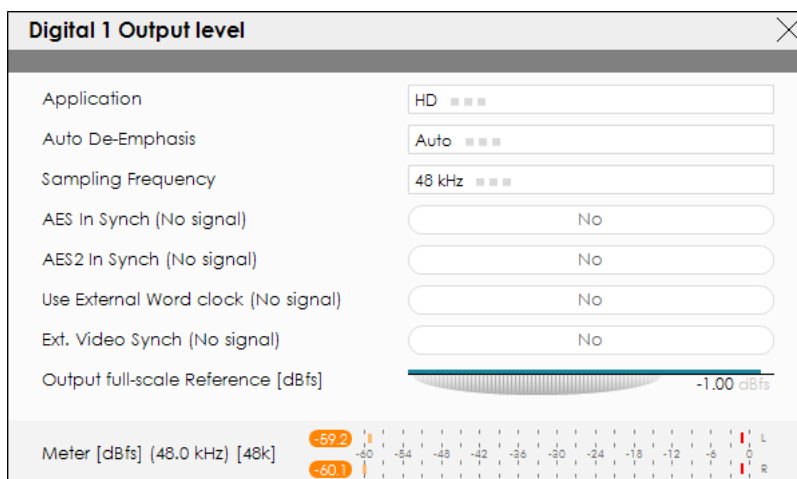 Digital 1 Output level
Application HD
Auto De-Emphasis Auto
Sampling Frequency 48 kHz
AES In Synch (No signal) No
AES2 In Synch (No signal) No
Use External Word clock (No signal) No
Ext. Video Synch (No signal) No
Output full-scale Reference [dBfs] -1.00 dBfs
-59.2 L
Meter [dBfs] (48.0 kHz) [48k] -60 -54 -48 -42 -36 -30 -24 -18 -12 -6 0
-60.1 R